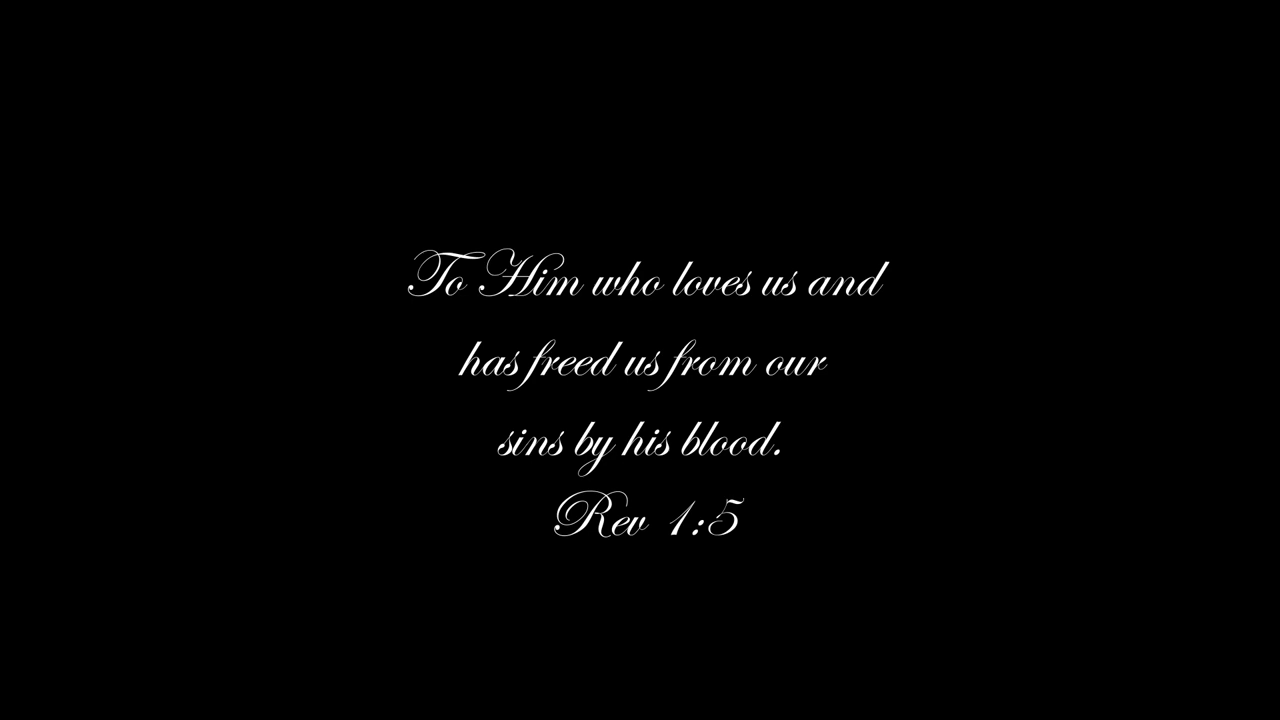 To Him who loves us and
has freed us from our
sins by his blood.
Rev 1:5